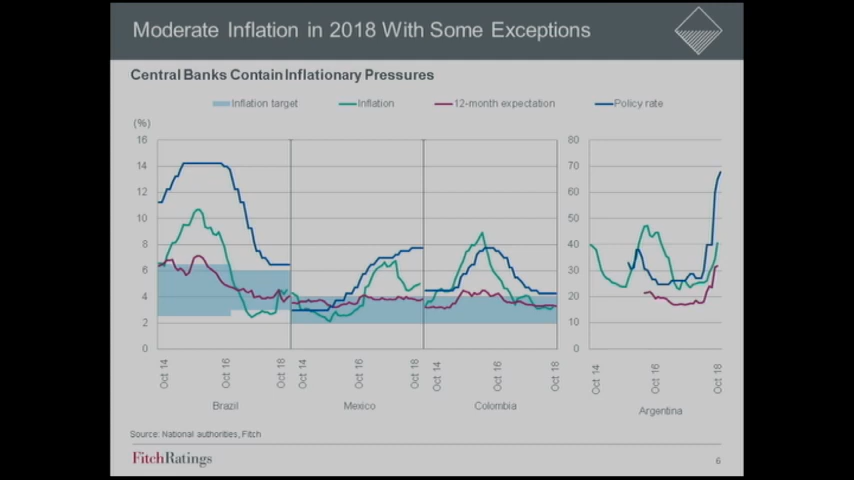 Moderate Inflation in 2018 With Some Exceptions
Central Banks Contain Inflationary Pressures
Inflation target Inflation 12-month expectation Policy rate
(%)
16 80
14 70
12 60
10 50
8 40
6 30
4 20
2 10
0 0
Oct 14 Oct 16 Oct 18 Oct 14 Oct 16 Oct 18 Oct 14 Oct 16 Oct 18 Oct 14 Oct 16 Oct 18
Brazil Mexico Colombia Argentina
Source: National authorities, Fitch
FitchRatings 6